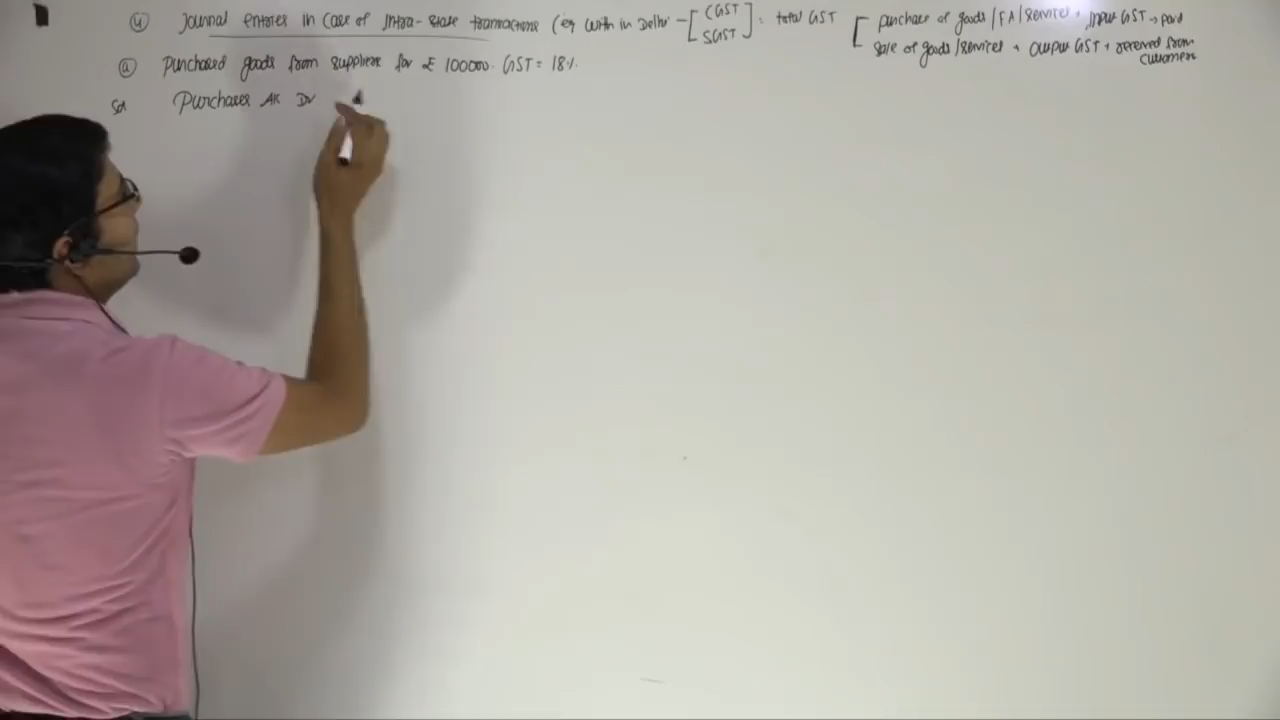 (4) Journal entries in case of Intra-State transactions (eg with in Delhi - [CGST SGST] = total GST
[purchase of goods/FA/Services, Input GST → paid
Sale of goods/services + Output GST + received from customers
(a) Purchased goods from suppliers for ₹ 100000. GST = 18%.
Sol Purchases A/c Dr